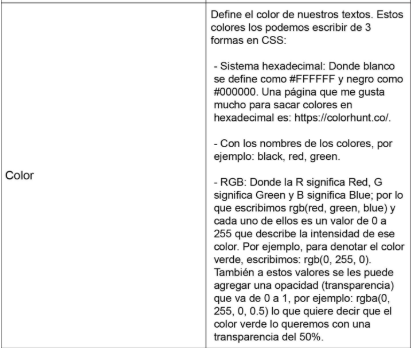 Color
Define el color de nuestros textos. Estos
colores los podemos escribir de 3
formas en CSS:
- Sistema hexadecimal: Donde blanco
se define como #FFFFFF y negro como
#000000. Una página que me gusta
mucho para sacar colores en
hexadecimal es: https://colorhunt.co/.
- Con los nombres de los colores, por
ejemplo: black, red, green.
- RGB: Donde la R significa Red, G
significa Green y B significa Blue; por lo
que escribimos rgb(red, green, blue) y
cada uno de ellos es un valor de 0 a
255 que describe la intensidad de ese
color. Por ejemplo, para denotar el color
verde, escribimos: rgb(0, 255, 0).
También a estos valores se les puede
agregar una opacidad (transparencia)
que va de 0 a 1, por ejemplo: rgba(0,
255, 0, 0.5) lo que quiere decir que el
color verde lo queremos con una
transparencia del 50%.